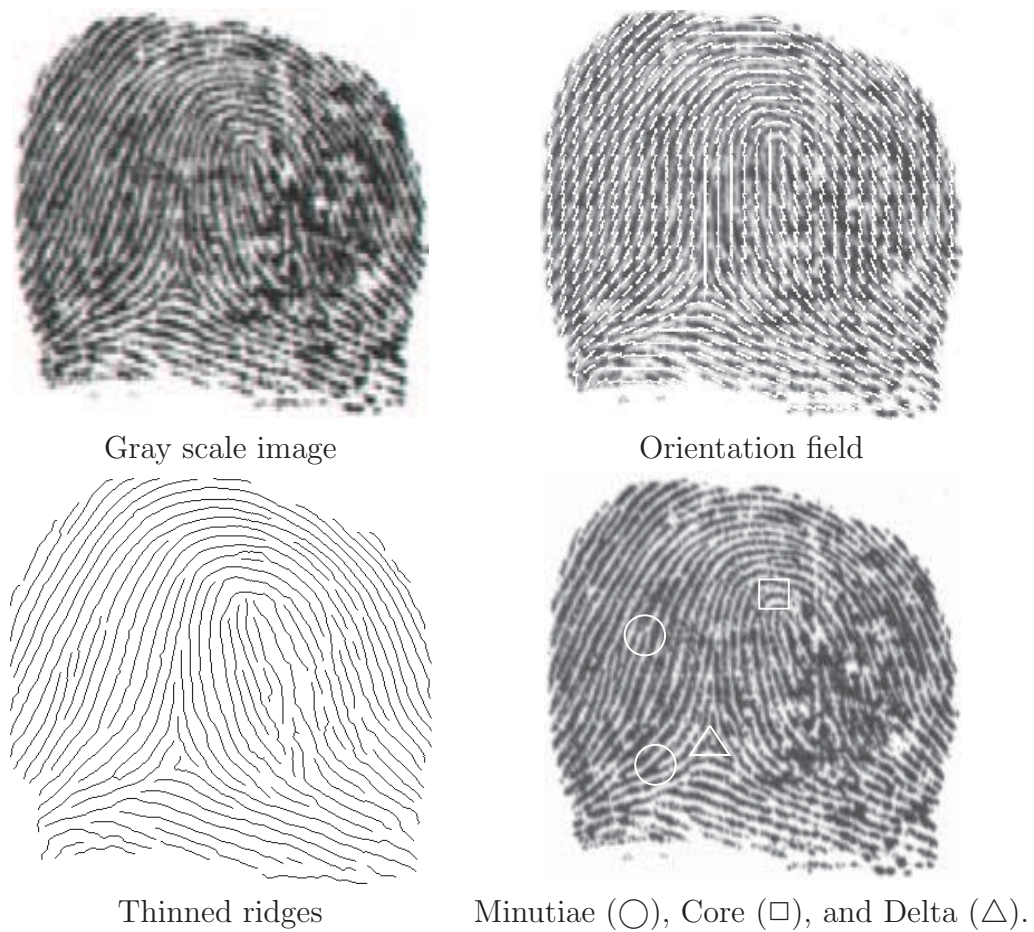 Gray scale image
Orientation field
Thinned ridges
Minutiae (○), Core (□), and Delta (△).